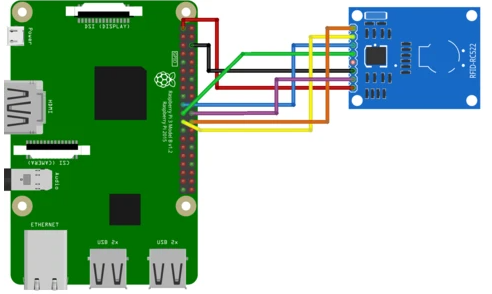 DSI (DISPLAY)
Power
GPIO
HDMI
Raspberry Pi 3 Model B v1.2
Raspberry Pi 2015
CSI (CAMERA)
Audio
ETHERNET
USB 2x
USB 2x
RFID-RC522